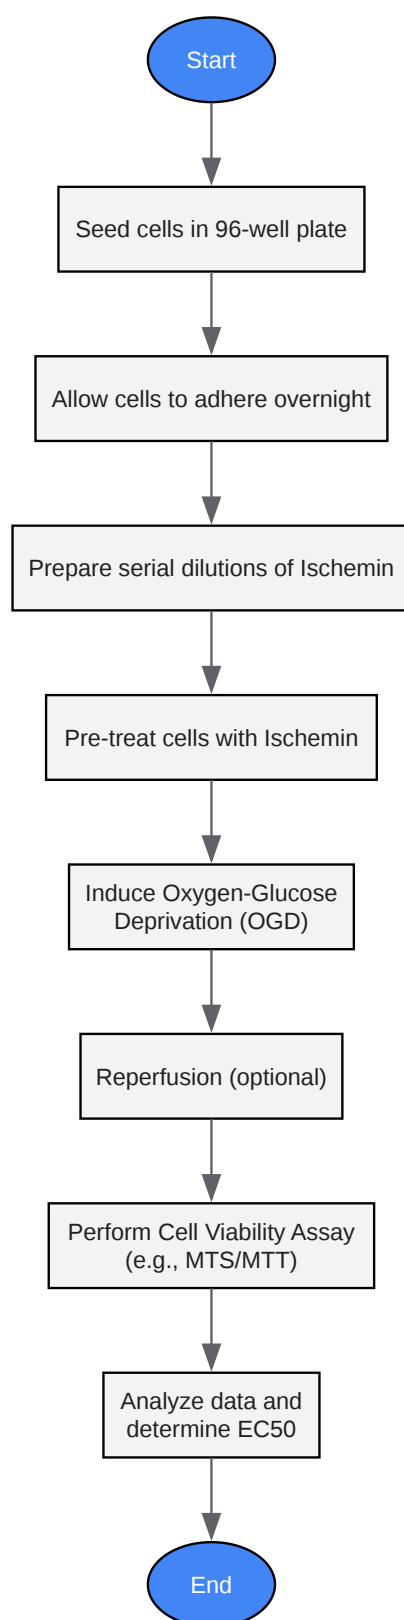 Start
Seed cells in 96-well plate
Allow cells to adhere overnight
Prepare serial dilutions of Ischemin
Pre-treat cells with Ischemin
Induce Oxygen-Glucose
Deprivation (OGD)
Reperfusion (optional)
Perform Cell Viability Assay
(e.g., MTS/MTT)
Analyze data and
determine EC50
End